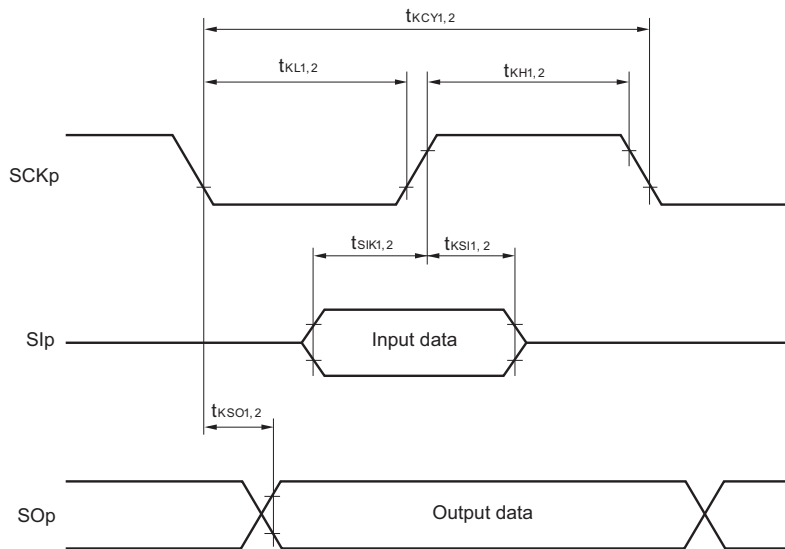 tKCY1, 2
tKL1, 2
tKH1, 2
SCKp
tSIK1, 2
tKSI1, 2
SIp
Input data
tKSO1, 2
SOp
Output data